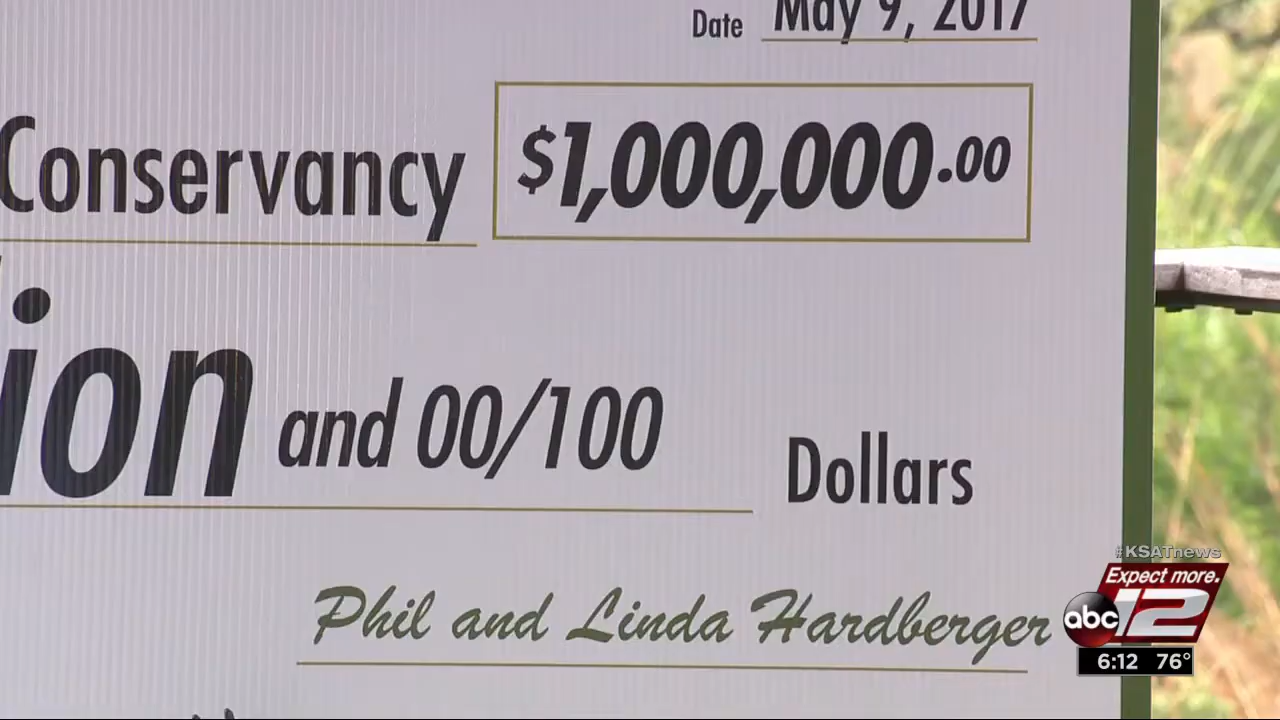 Date May 9, 2017
Conservancy $1,000,000.00
ion and 00/100 Dollars
Phil and Linda Hardberger
#KSATnews
Expect more.
abc 12
6:12 76°